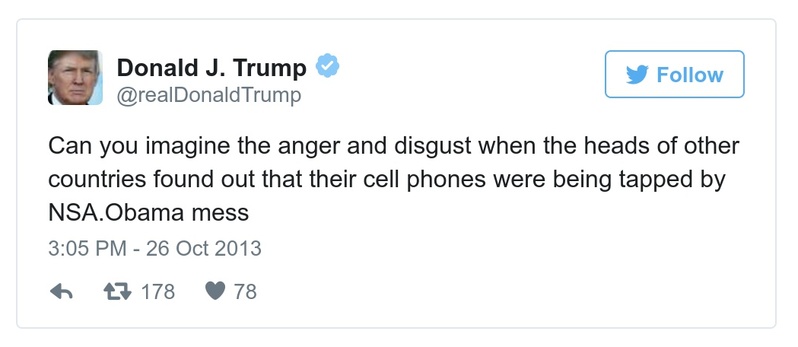 Donald J. Trump
@realDonaldTrump
Follow
Can you imagine the anger and disgust when the heads of other
countries found out that their cell phones were being tapped by
NSA.Obama mess
3:05 PM - 26 Oct 2013
178 78